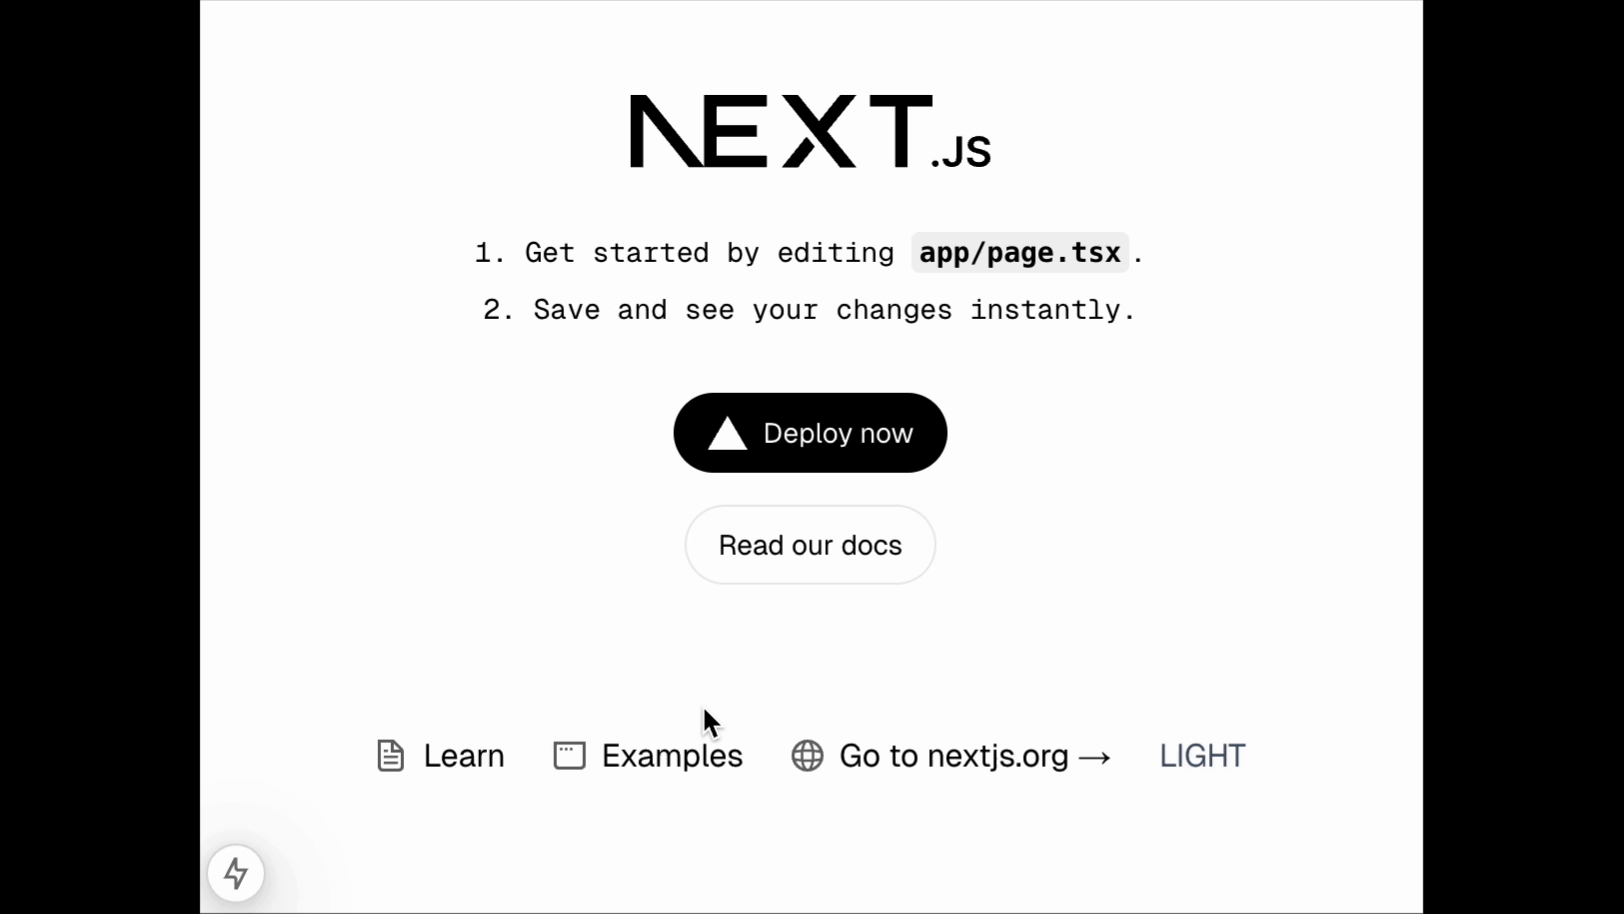 NEXT.JS
1. Get started by editing app/page.tsx.
2. Save and see your changes instantly.
Deploy now
Read our docs
Learn
Examples
Go to nextjs.org →
LIGHT